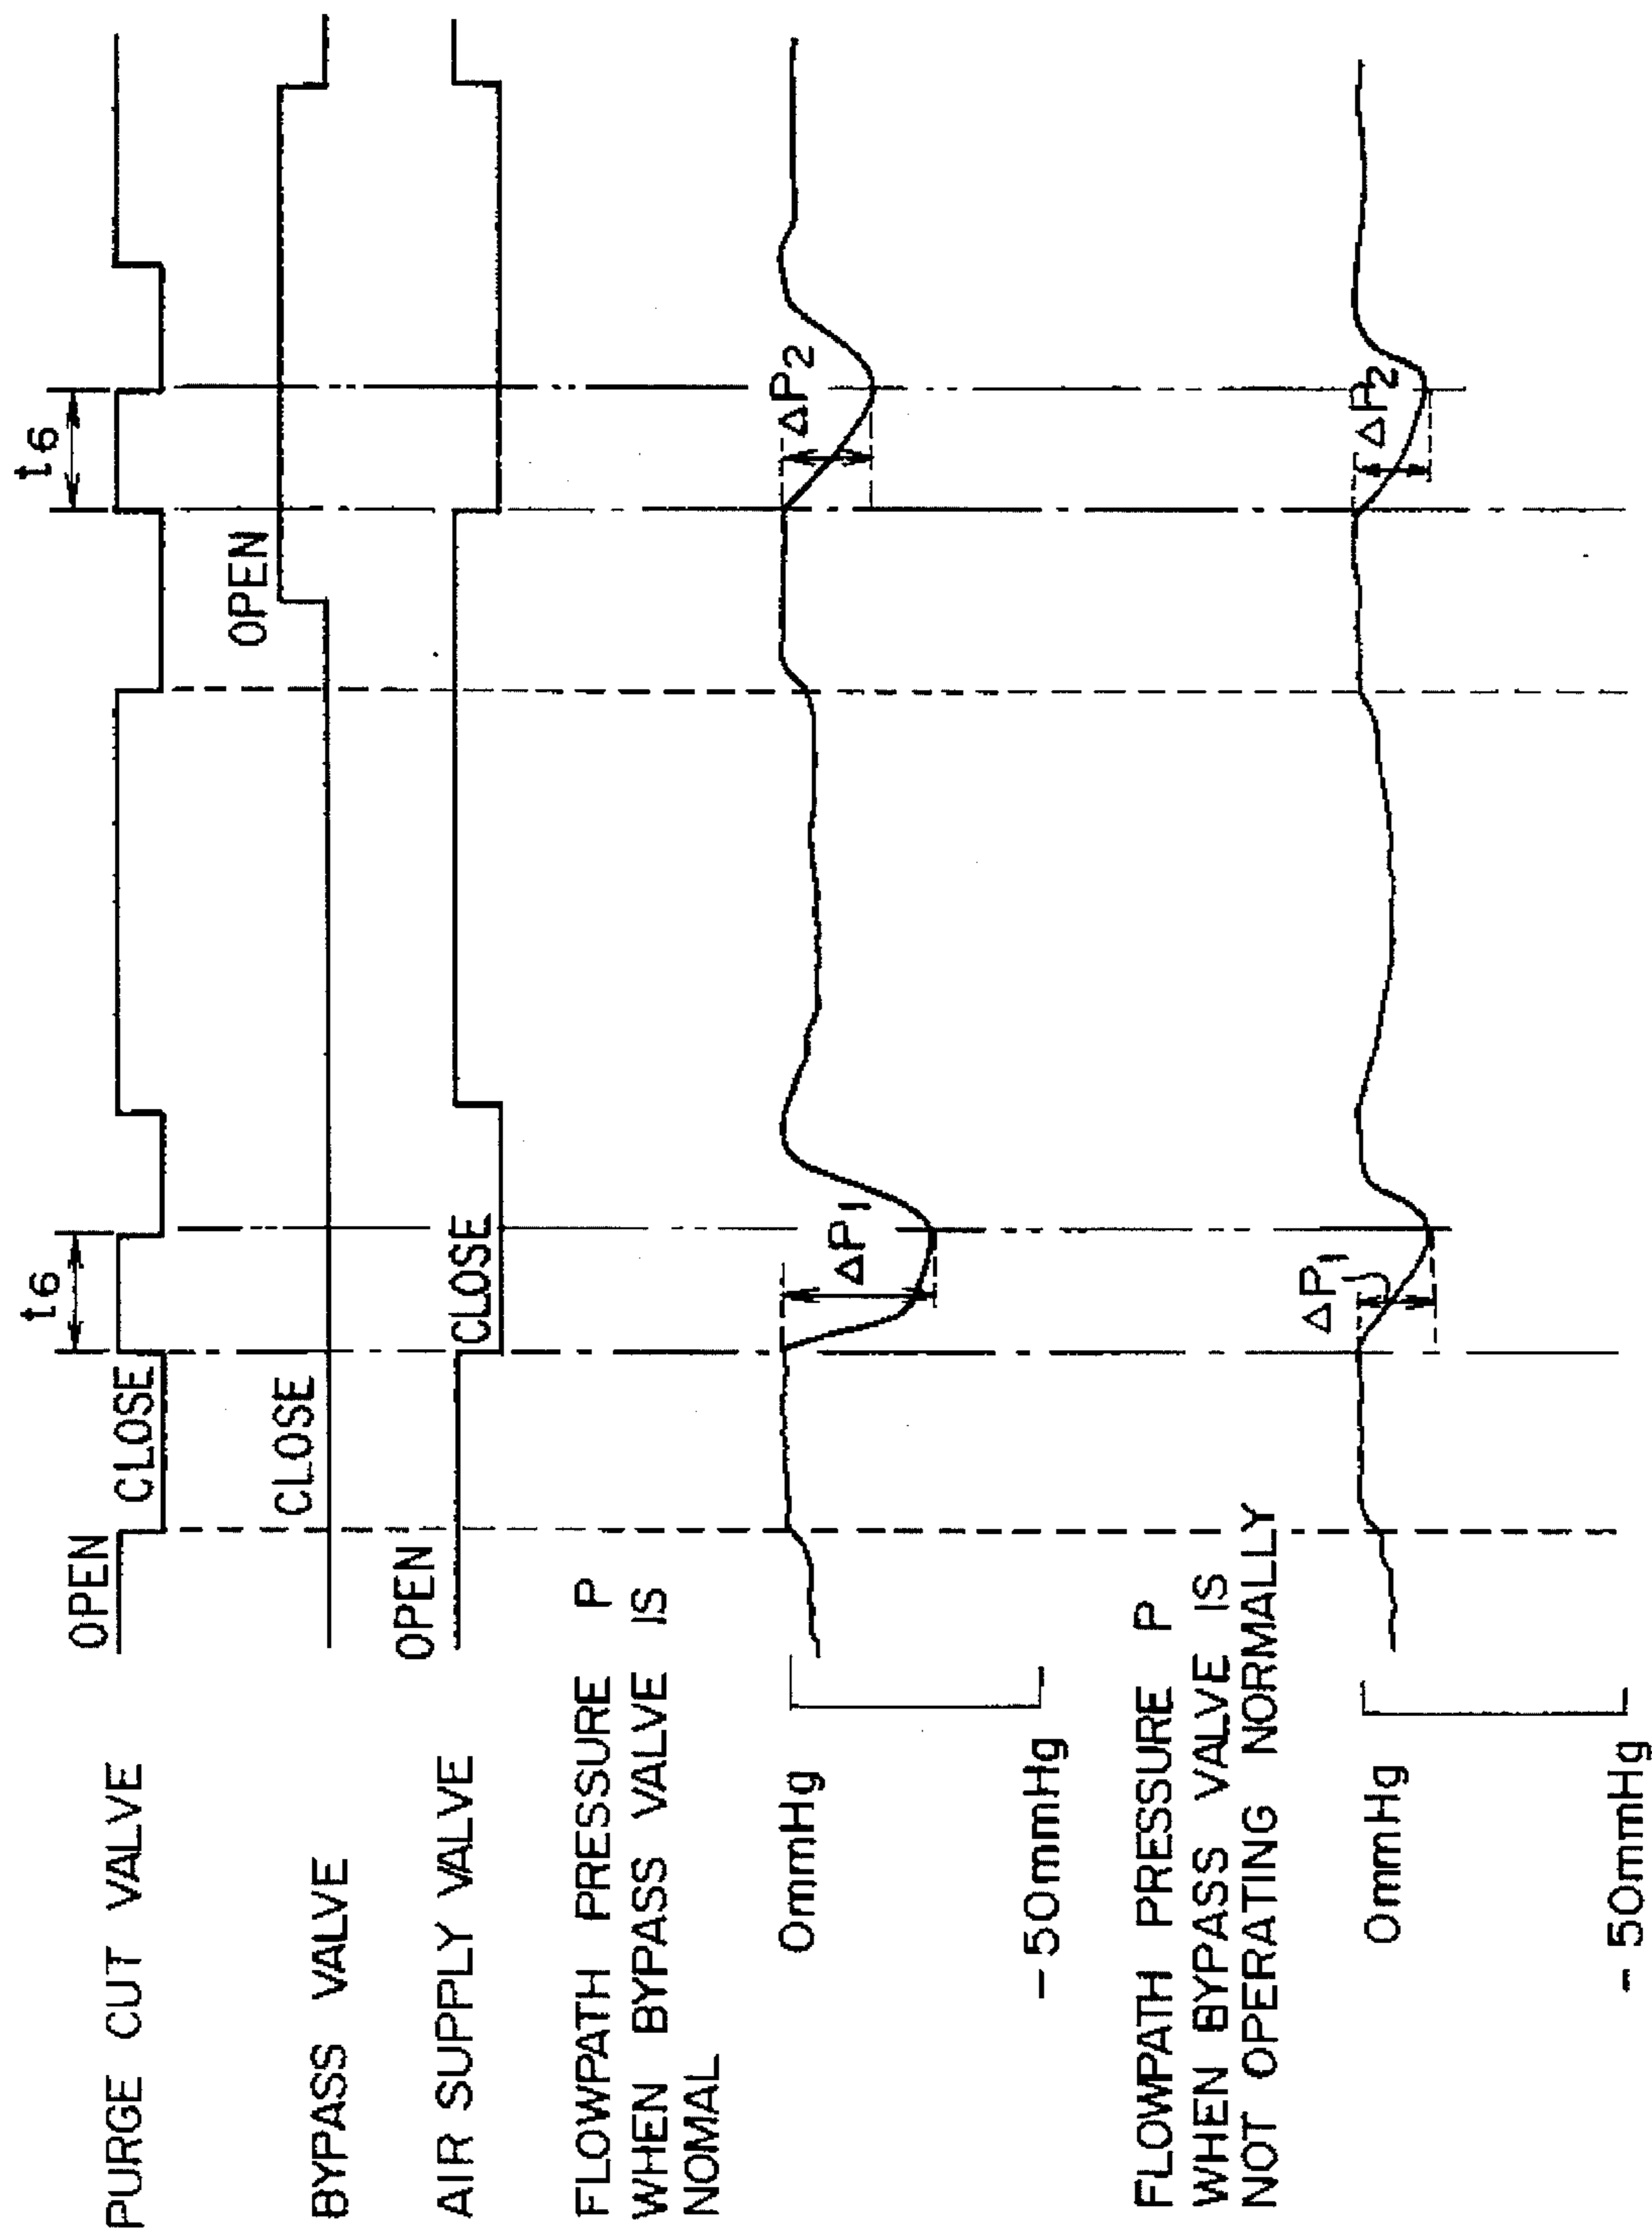 t6
t6
PURGE CUT VALVE
OPEN
CLOSE
BYPASS VALVE
CLOSE
OPEN
AIR SUPPLY VALVE
OPEN
CLOSE
FLOWPATH PRESSURE P
WHEN BYPASS VALVE IS
NOMAL
0mmHg
ΔP1
ΔP2
-50mmHg
FLOWPATH PRESSURE P
WHEN BYPASS VALVE IS
NOT OPERATING NORMALLY
0mmHg
ΔP1
ΔP2
-50mmHg